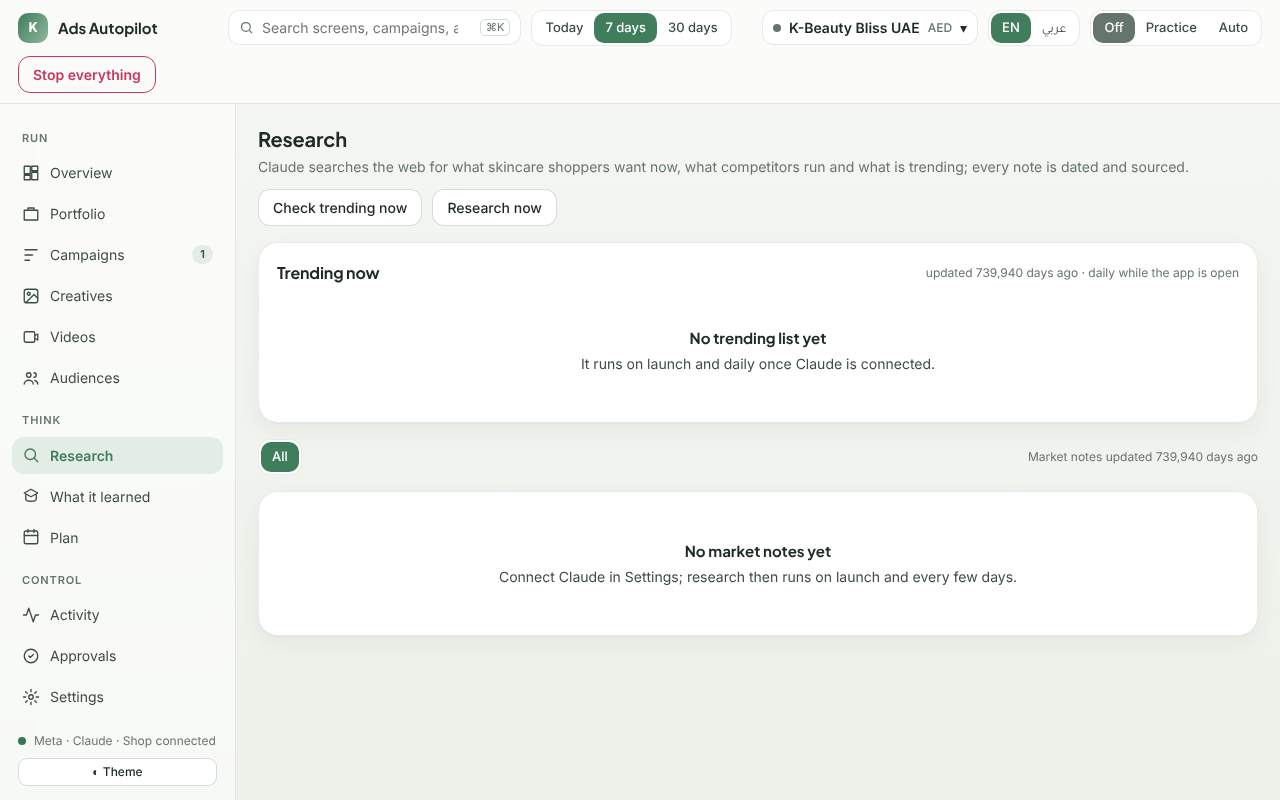 K Ads Autopilot
Search screens, campaigns, a ⌘K
Today 7 days 30 days
K-Beauty Bliss UAE AED ▾
EN عربي
Off Practice Auto
Stop everything
RUN
Overview
Portfolio
Campaigns 1
Creatives
Videos
Audiences
THINK
Research
What it learned
Plan
CONTROL
Activity
Approvals
Settings
Meta · Claude · Shop connected
Theme
Research
Claude searches the web for what skincare shoppers want now, what competitors run and what is trending; every note is dated and sourced.
Check trending now Research now
Trending now updated 739,940 days ago · daily while the app is open
No trending list yet
It runs on launch and daily once Claude is connected.
All Market notes updated 739,940 days ago
No market notes yet
Connect Claude in Settings; research then runs on launch and every few days.